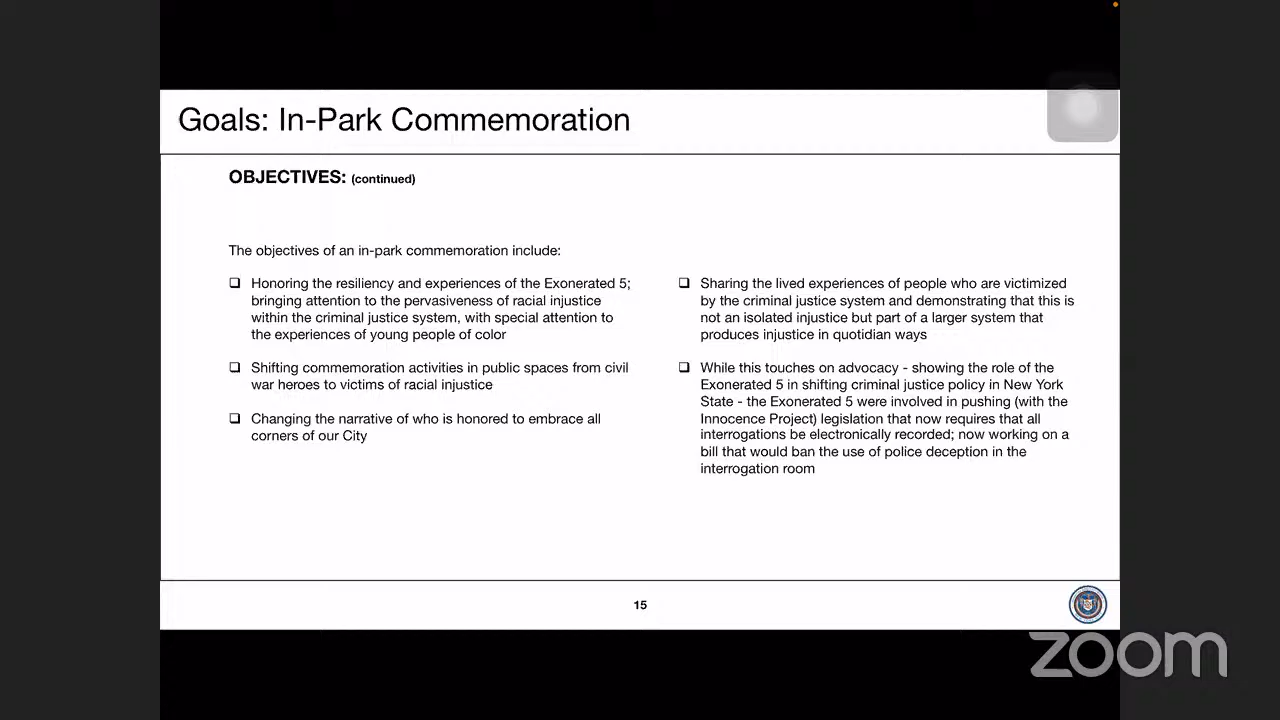 Goals: In-Park Commemoration
OBJECTIVES: (continued)
The objectives of an in-park commemoration include:
Honoring the resiliency and experiences of the Exonerated 5;
bringing attention to the pervasiveness of racial injustice
within the criminal justice system, with special attention to
the experiences of young people of color
Shifting commemoration activities in public spaces from civil
war heroes to victims of racial injustice
Changing the narrative of who is honored to embrace all
corners of our City
Sharing the lived experiences of people who are victimized
by the criminal justice system and demonstrating that this is
not an isolated injustice but part of a larger system that
produces injustice in quotidian ways
While this touches on advocacy - showing the role of the
Exonerated 5 in shifting criminal justice policy in New York
State - the Exonerated 5 were involved in pushing (with the
Innocence Project) legislation that now requires that all
interrogations be electronically recorded; now working on a
bill that would ban the use of police deception in the
interrogation room
15
zoom